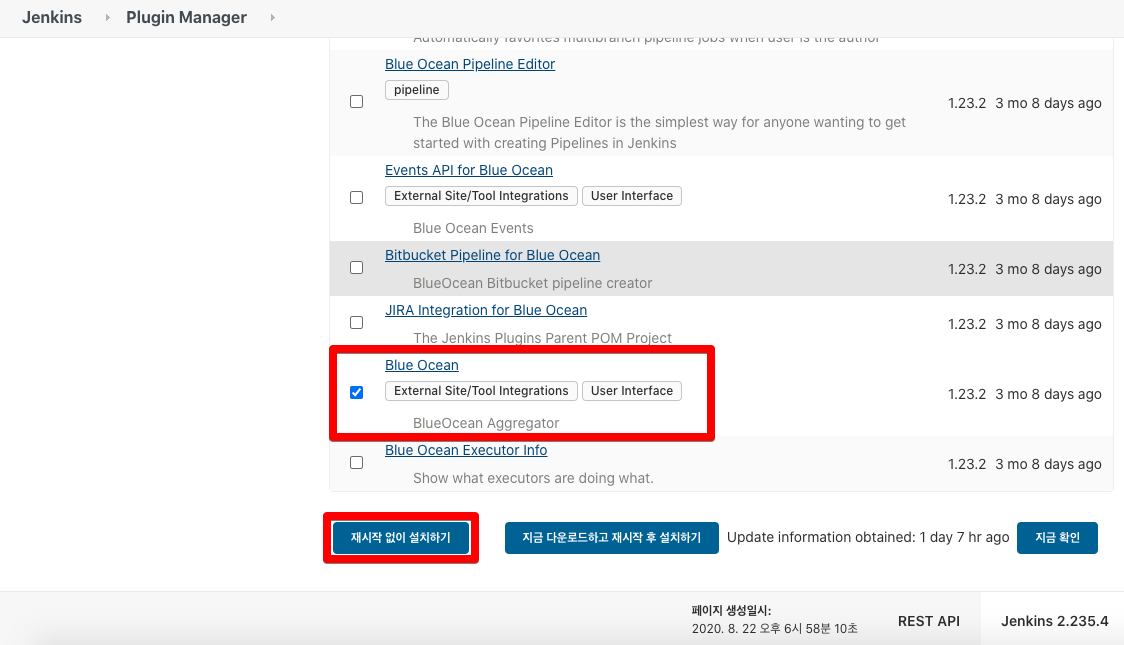 Jenkins Plugin Manager
Automatically favorites multibranch pipeline jobs when user is the author
Blue Ocean Pipeline Editor
pipeline
1.23.2 3 mo 8 days ago
The Blue Ocean Pipeline Editor is the simplest way for anyone wanting to get
started with creating Pipelines in Jenkins
Events API for Blue Ocean
External Site/Tool Integrations User Interface
1.23.2 3 mo 8 days ago
Blue Ocean Events
Bitbucket Pipeline for Blue Ocean
1.23.2 3 mo 8 days ago
BlueOcean Bitbucket pipeline creator
JIRA Integration for Blue Ocean
1.23.2 3 mo 8 days ago
The Jenkins Plugins Parent POM Project
Blue Ocean
External Site/Tool Integrations User Interface
1.23.2 3 mo 8 days ago
BlueOcean Aggregator
Blue Ocean Executor Info
1.23.2 3 mo 8 days ago
Show what executors are doing what.
재시작 없이 설치하기 지금 다운로드하고 재시작 후 설치하기 Update information obtained: 1 day 7 hr ago 지금 확인
페이지 생성일시:
2020. 8. 22 오후 6시 58분 10초 REST API Jenkins 2.235.4